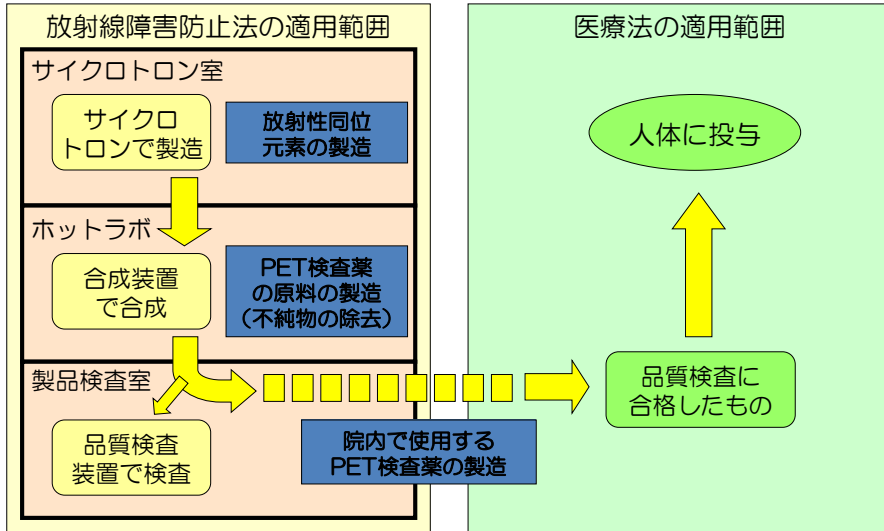 放射線障害防止法の適用範囲
サイクロトロン室
サイクロ
トロンで製造
放射性同位
元素の製造
ホットラボ
合成装置
で合成
PET検査薬
の原料の製造
（不純物の除去）
製品検査室
品質検査
装置で検査
院内で使用する
PET検査薬の製造
医療法の適用範囲
人体に投与
品質検査に
合格したもの